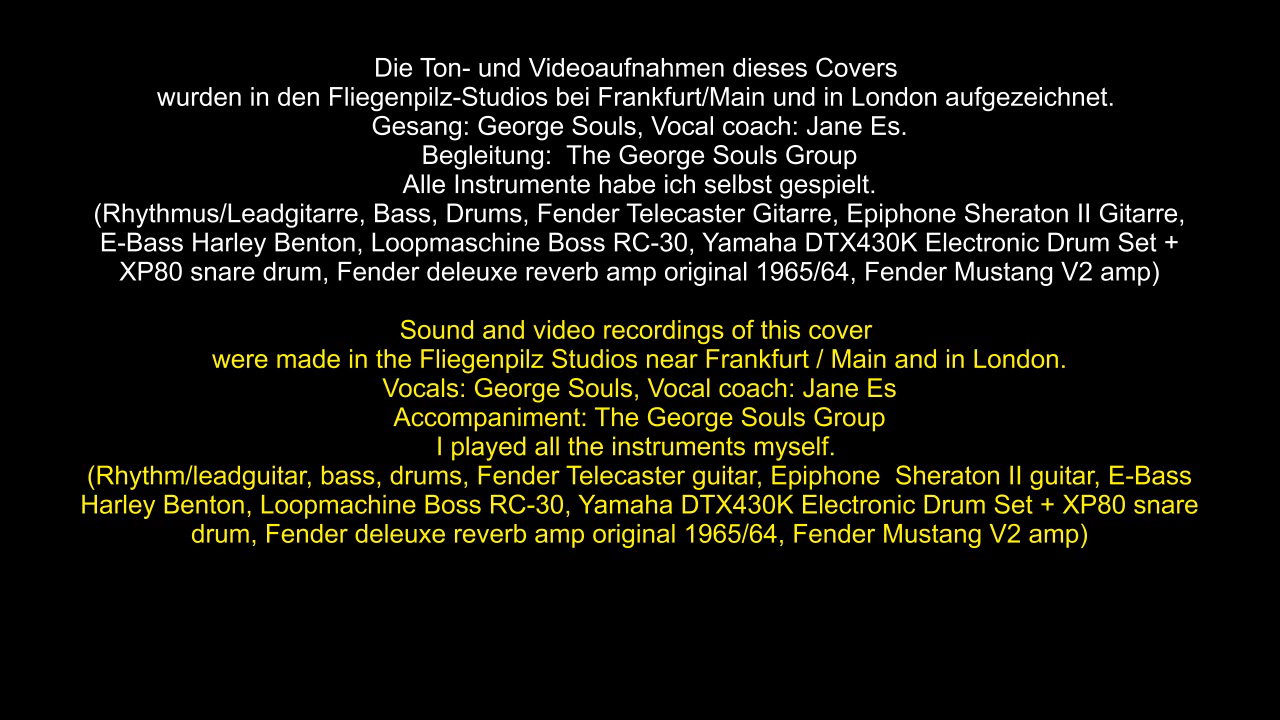 Die Ton- und Videoaufnahmen dieses Covers
wurden in den Fliegenpilz-Studios bei Frankfurt/Main und in London aufgezeichnet.
Gesang: George Souls, Vocal coach: Jane Es.
Begleitung:  The George Souls Group
Alle Instrumente habe ich selbst gespielt.
(Rhythmus/Leadgitarre, Bass, Drums, Fender Telecaster Gitarre, Epiphone Sheraton II Gitarre,
E-Bass Harley Benton, Loopmaschine Boss RC-30, Yamaha DTX430K Electronic Drum Set +
XP80 snare drum, Fender deleuxe reverb amp original 1965/64, Fender Mustang V2 amp)
Sound and video recordings of this cover
were made in the Fliegenpilz Studios near Frankfurt / Main and in London.
Vocals: George Souls, Vocal coach: Jane Es
Accompaniment: The George Souls Group
I played all the instruments myself.
(Rhythm/leadguitar, bass, drums, Fender Telecaster guitar, Epiphone  Sheraton II guitar, E-Bass
Harley Benton, Loopmachine Boss RC-30, Yamaha DTX430K Electronic Drum Set + XP80 snare
drum, Fender deleuxe reverb amp original 1965/64, Fender Mustang V2 amp)